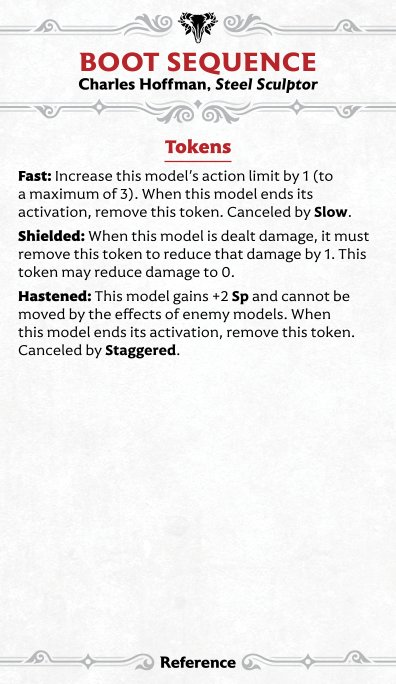 BOOT SEQUENCE
Charles Hoffman, Steel Sculptor
Tokens
Fast: Increase this model's action limit by 1 (to
a maximum of 3). When this model ends its
activation, remove this token. Canceled by Slow.
Shielded: When this model is dealt damage, it must
remove this token to reduce that damage by 1. This
token may reduce damage to 0.
Hastened: This model gains +2 Sp and cannot be
moved by the effects of enemy models. When
this model ends its activation, remove this token.
Canceled by Staggered.
Reference